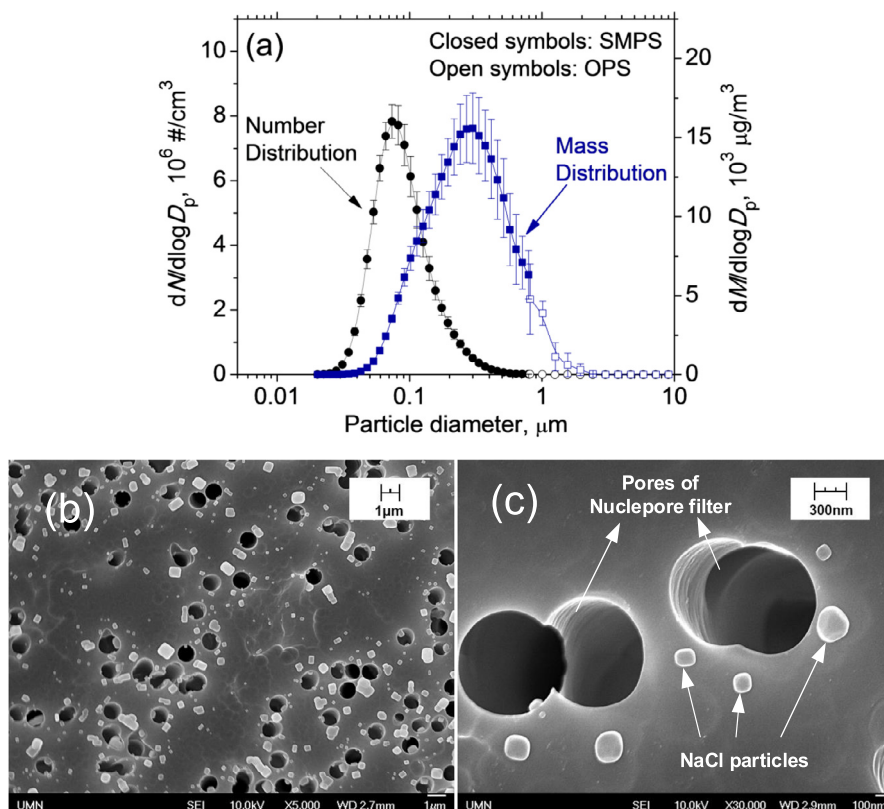 (a)
Closed symbols: SMPS
Open symbols: OPS
Number
Distribution
Mass
Distribution
dN/dlogDp, 10^6 #/cm^3
10
8
6
4
2
0
dM/dlogDp, 10^3 μg/m^3
20
15
10
5
0
0.01
0.1
1
10
Particle diameter, μm
(b)
1μm
UMN SEI 10.0kV X5,000 WD 2.7mm 1μm
(c)
Pores of
Nuclepore filter
300nm
NaCl particles
UMN SEI 10.0kV X30,000 WD 2.9mm 100nm